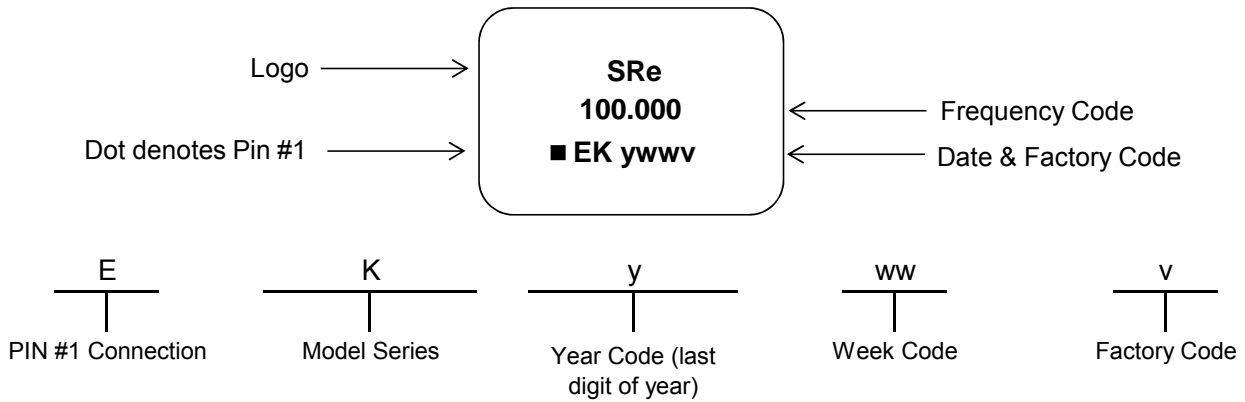 Logo
SRe
100.000
Frequency Code
Dot denotes Pin #1
■ EK ywwv
Date & Factory Code
E
K
y
ww
v
PIN #1 Connection
Model Series
Year Code (last
digit of year)
Week Code
Factory Code